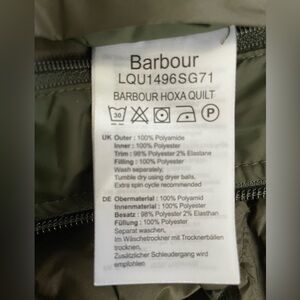 Barbour
LQU1496SG71
BARBOUR HOXA QUILT
30
P
UK Outer : 100% Polyamide
Inner : 100% Polyester
Trim : 98% Polyester 2% Elastane
Filling : 100% Polyester
Wash separately.
Tumble dry using dryer balls.
Extra spin cycle recommended
DE Obermaterial : 100% Polyamid
Innenmaterial : 100% Polyester
Besatz : 98% Polyester 2% Elasthan
Füllung : 100% Polyester
Separat waschen,
Im Wäschetrockner mit Trocknerbällen
trocknen.
Zusätzlicher Schleudergang wird
empfohlen